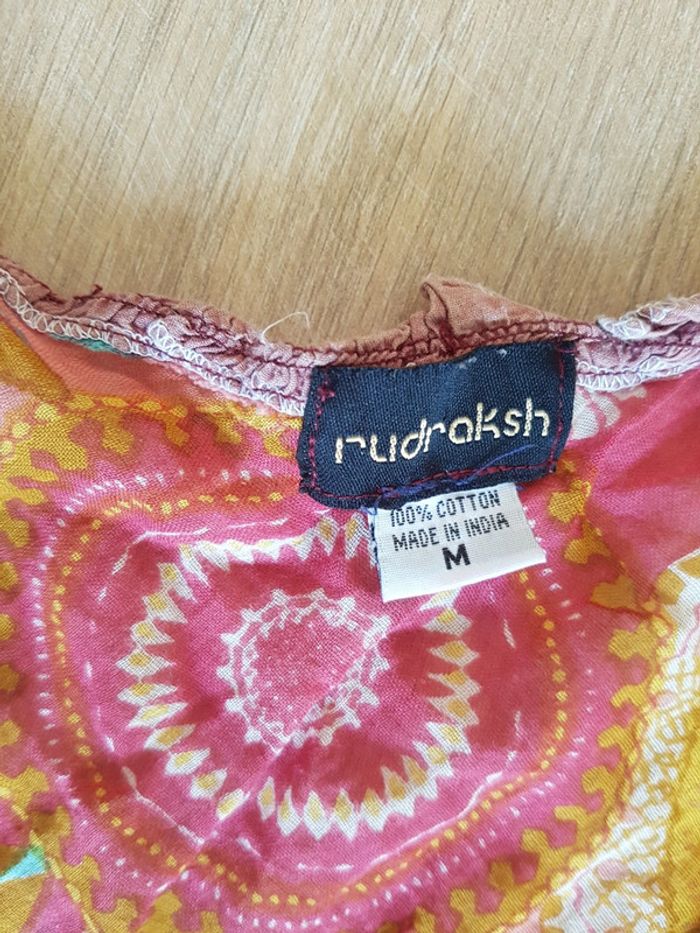 rudraksh
100% COTTON
MADE IN INDIA
M